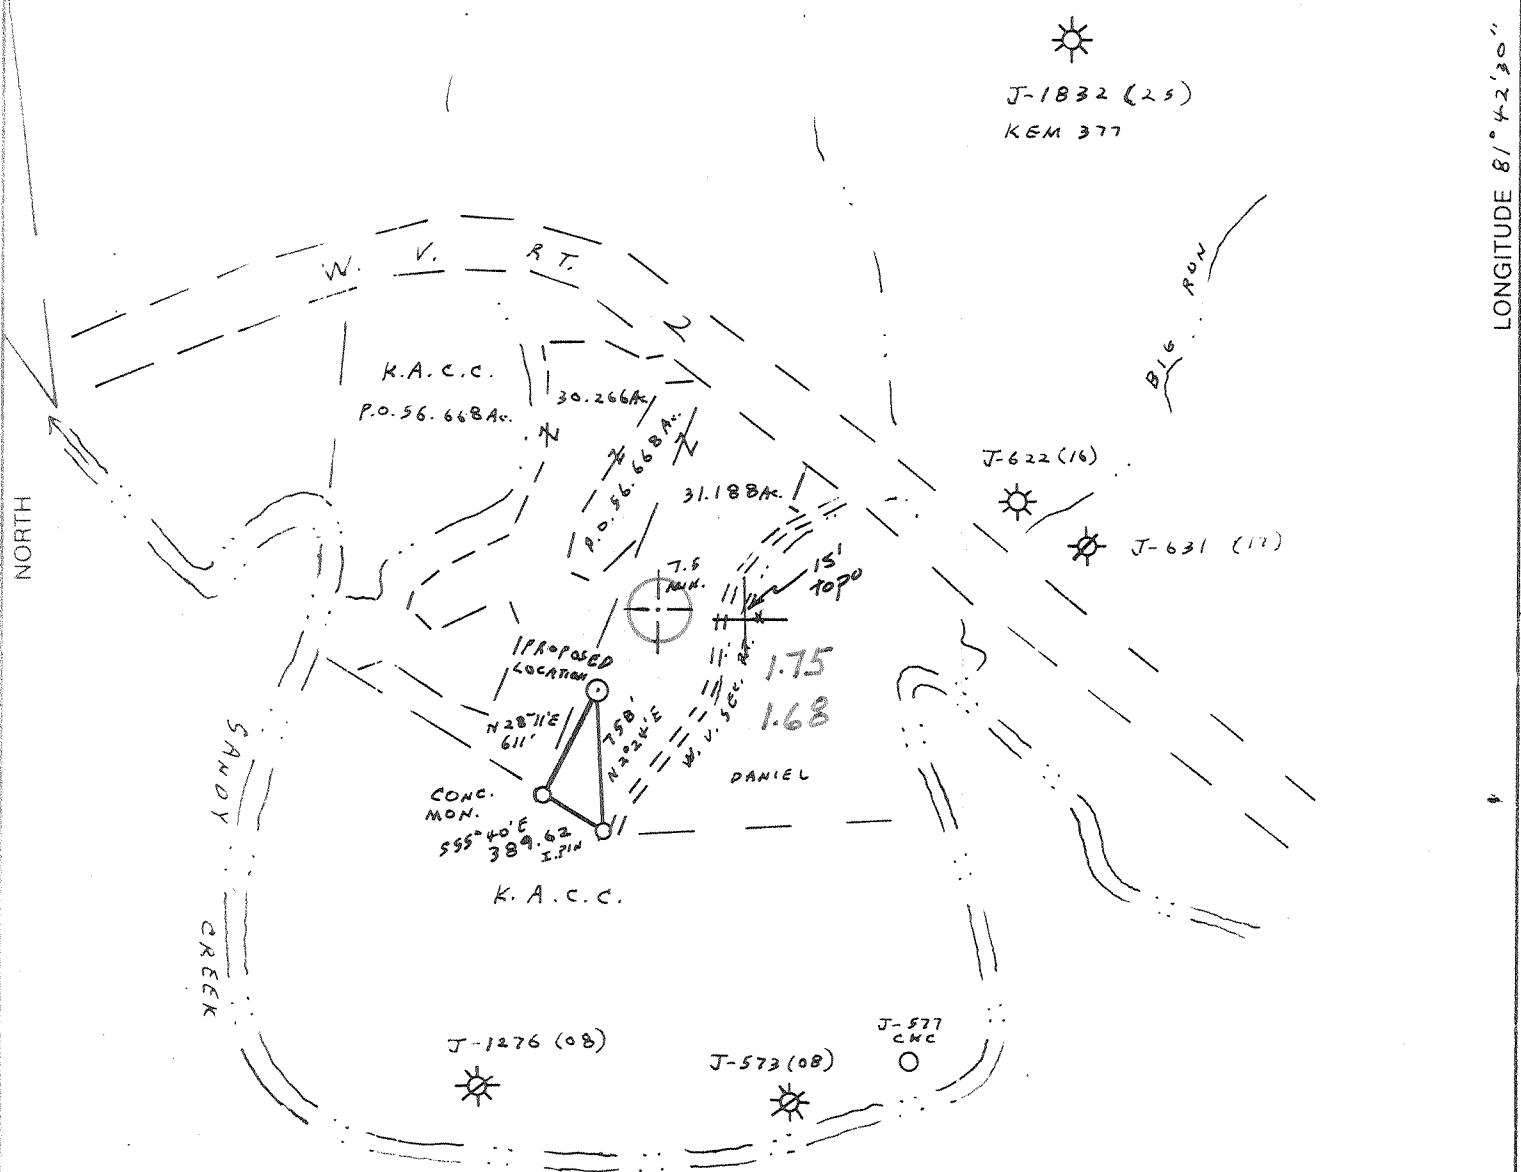 J-1832 (25)
KEM 377
LONGITUDE 81°42'30"
W. V. RT. 2
BIG RUN
K.A.C.C.
P.O. 56.668 Ac.
30.266 Ac.
P.O. 56.668 Ac.
31.188 Ac.
J-622 (16)
J-631 (17)
NORTH
7.5
MIN.
15'
TOPO
PROPOSED
LOCATION
1.75
1.68
W. V. SEC. RT.
N28°11'E
611'
758'
N2°24'E
DANIEL
SANDY CREEK
CONC.
MON.
S55°40'E
389.62
I. PIN
K.A.C.C.
J-1276 (08)
J-573 (08)
J-577